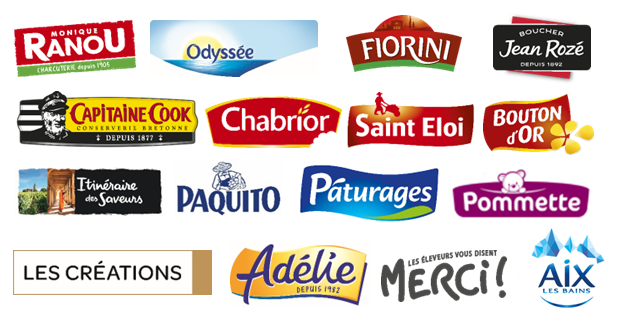 MONIQUE
RANOU
CHARCUTERIE depuis 1905
Odyssée
FIORINI
BOUCHER
Jean Rozé
DEPUIS 1892
CAPITAINE COOK
CONSERVERIE BRETONNE
DEPUIS 1877
Chabrior
Saint Eloi
BOUTON
d'OR
Itinéraire
des Saveurs
PAQUITO
Pâturages
Pommette
LES CRÉATIONS
Adélie
DEPUIS 1982
LES ÉLEVEURS VOUS DISENT
MERCI !
AIX
LES BAINS